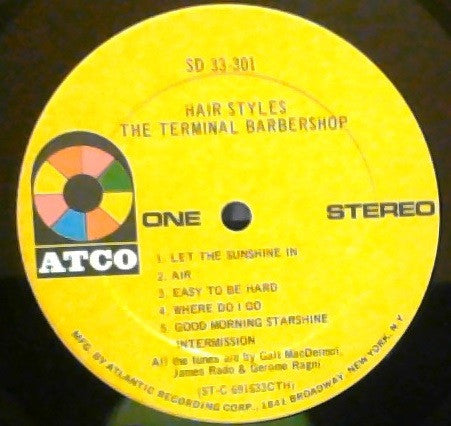 SD 33-301
HAIR STYLES
THE TERMINAL BARBERSHOP
ATCO
ONE
STEREO
1. LET THE SUNSHINE IN
2. AIR
3. EASY TO BE HARD
4. WHERE DO I GO
5. GOOD MORNING STARSHINE
INTERMISSION
All the tunes are by Galt MacDermot,
James Rado & Gerome Ragni
(ST-C 691633CTH)
MFG. BY ATLANTIC RECORDING CORP., 1841 BROADWAY, NEW YORK, N.Y.